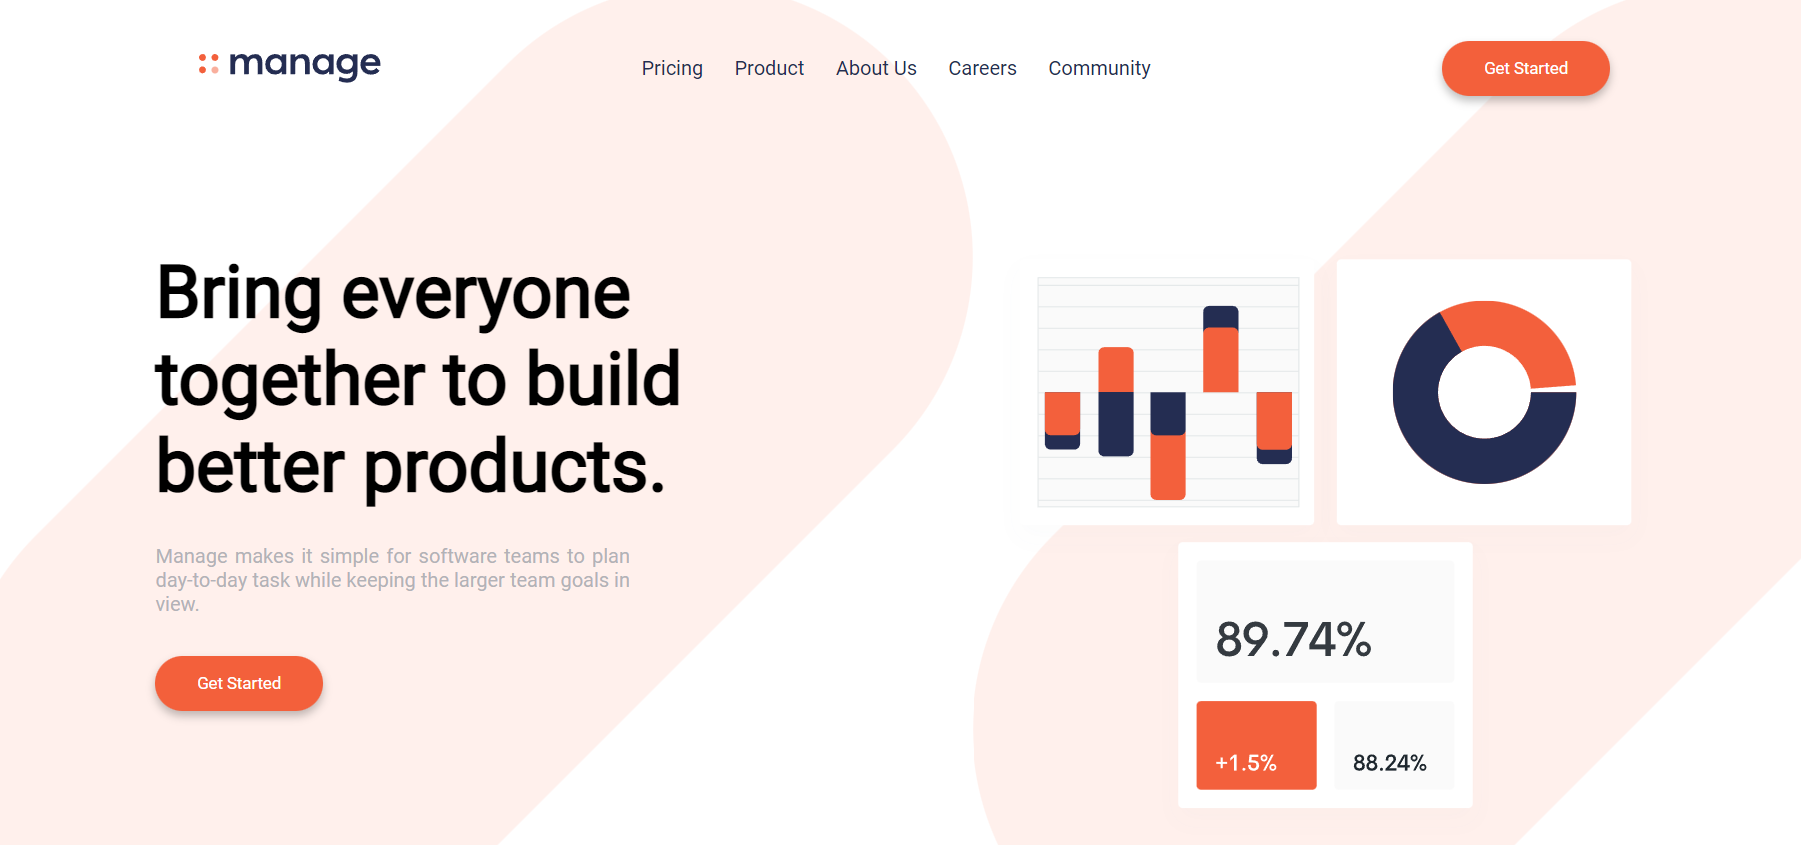 manage
Pricing Product About Us Careers Community
Get Started
Bring everyone
together to build
better products.
Manage makes it simple for software teams to plan
day-to-day task while keeping the larger team goals in
view.
Get Started
89.74%
+1.5%
88.24%